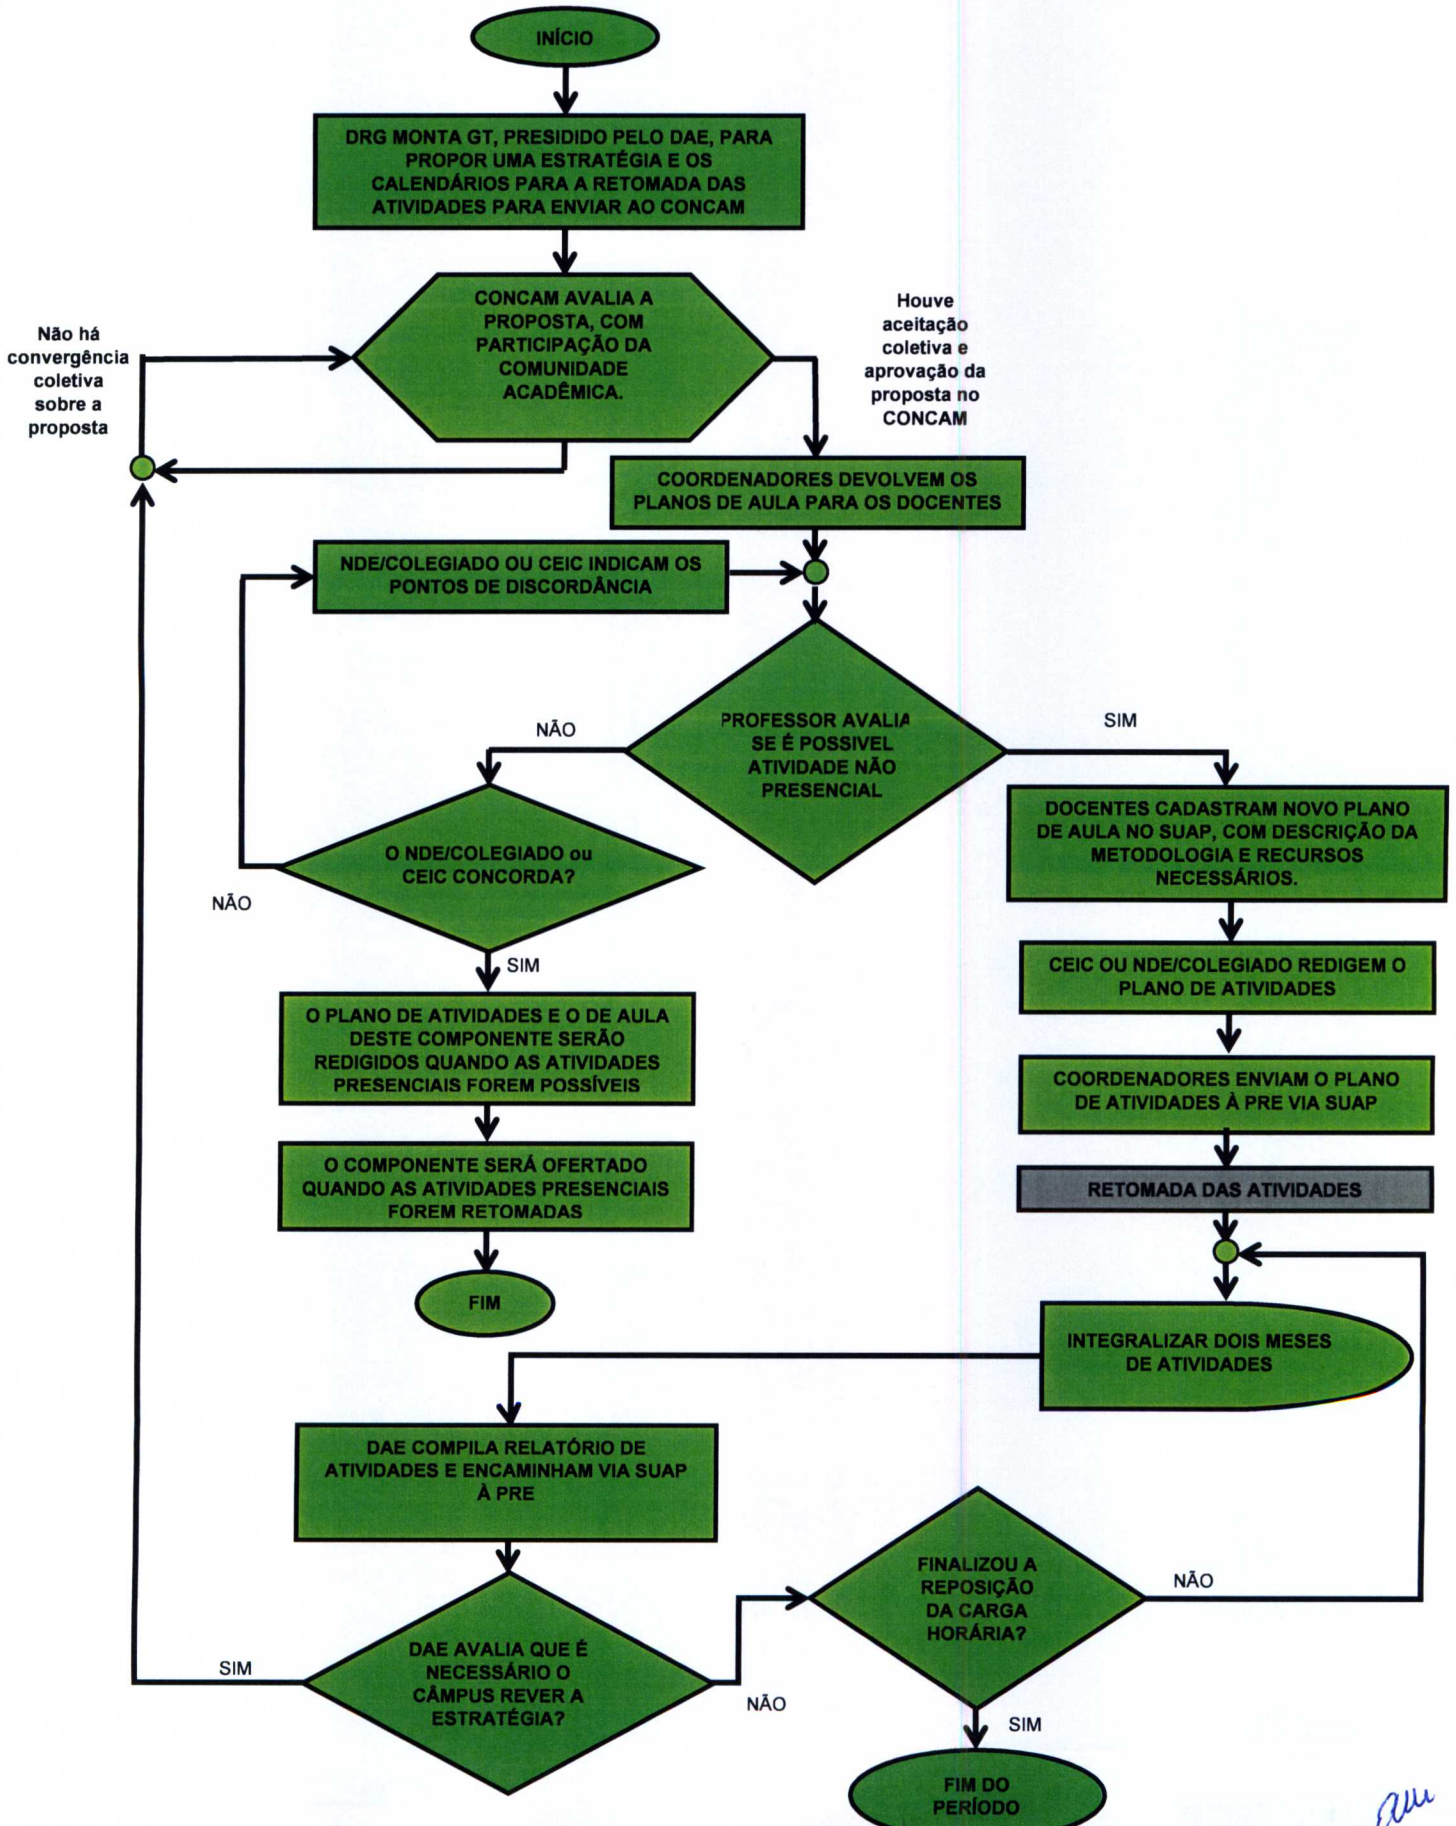 INÍCIO
DRG MONTA GT, PRESIDIDO PELO DAE, PARA
PROPOR UMA ESTRATÉGIA E OS
CALENDÁRIOS PARA A RETOMADA DAS
ATIVIDADES PARA ENVIAR AO CONCAM
CONCAM AVALIA A
PROPOSTA, COM
PARTICIPAÇÃO DA
COMUNIDADE
ACADÊMICA.
Não há
convergência
coletiva
sobre a
proposta
Houve
aceitação
coletiva e
aprovação da
proposta no
CONCAM
COORDENADORES DEVOLVEM OS
PLANOS DE AULA PARA OS DOCENTES
NDE/COLEGIADO OU CEIC INDICAM OS
PONTOS DE DISCORDÂNCIA
PROFESSOR AVALIA
SE É POSSIVEL
ATIVIDADE NÃO
PRESENCIAL
NÃO
SIM
O NDE/COLEGIADO ou
CEIC CONCORDA?
NÃO
SIM
DOCENTES CADASTRAM NOVO PLANO
DE AULA NO SUAP, COM DESCRIÇÃO DA
METODOLOGIA E RECURSOS
NECESSÁRIOS.
CEIC OU NDE/COLEGIADO REDIGEM O
PLANO DE ATIVIDADES
O PLANO DE ATIVIDADES E O DE AULA
DESTE COMPONENTE SERÃO
REDIGIDOS QUANDO AS ATIVIDADES
PRESENCIAIS FOREM POSSÍVEIS
COORDENADORES ENVIAM O PLANO
DE ATIVIDADES À PRE VIA SUAP
O COMPONENTE SERÁ OFERTADO
QUANDO AS ATIVIDADES PRESENCIAIS
FOREM RETOMADAS
RETOMADA DAS ATIVIDADES
FIM
INTEGRALIZAR DOIS MESES
DE ATIVIDADES
DAE COMPILA RELATÓRIO DE
ATIVIDADES E ENCAMINHAM VIA SUAP
À PRE
DAE AVALIA QUE É
NECESSÁRIO O
CÂMPUS REVER A
ESTRATÉGIA?
SIM
NÃO
FINALIZOU A
REPOSIÇÃO
DA CARGA
HORÁRIA?
NÃO
SIM
FIM DO
PERÍODO